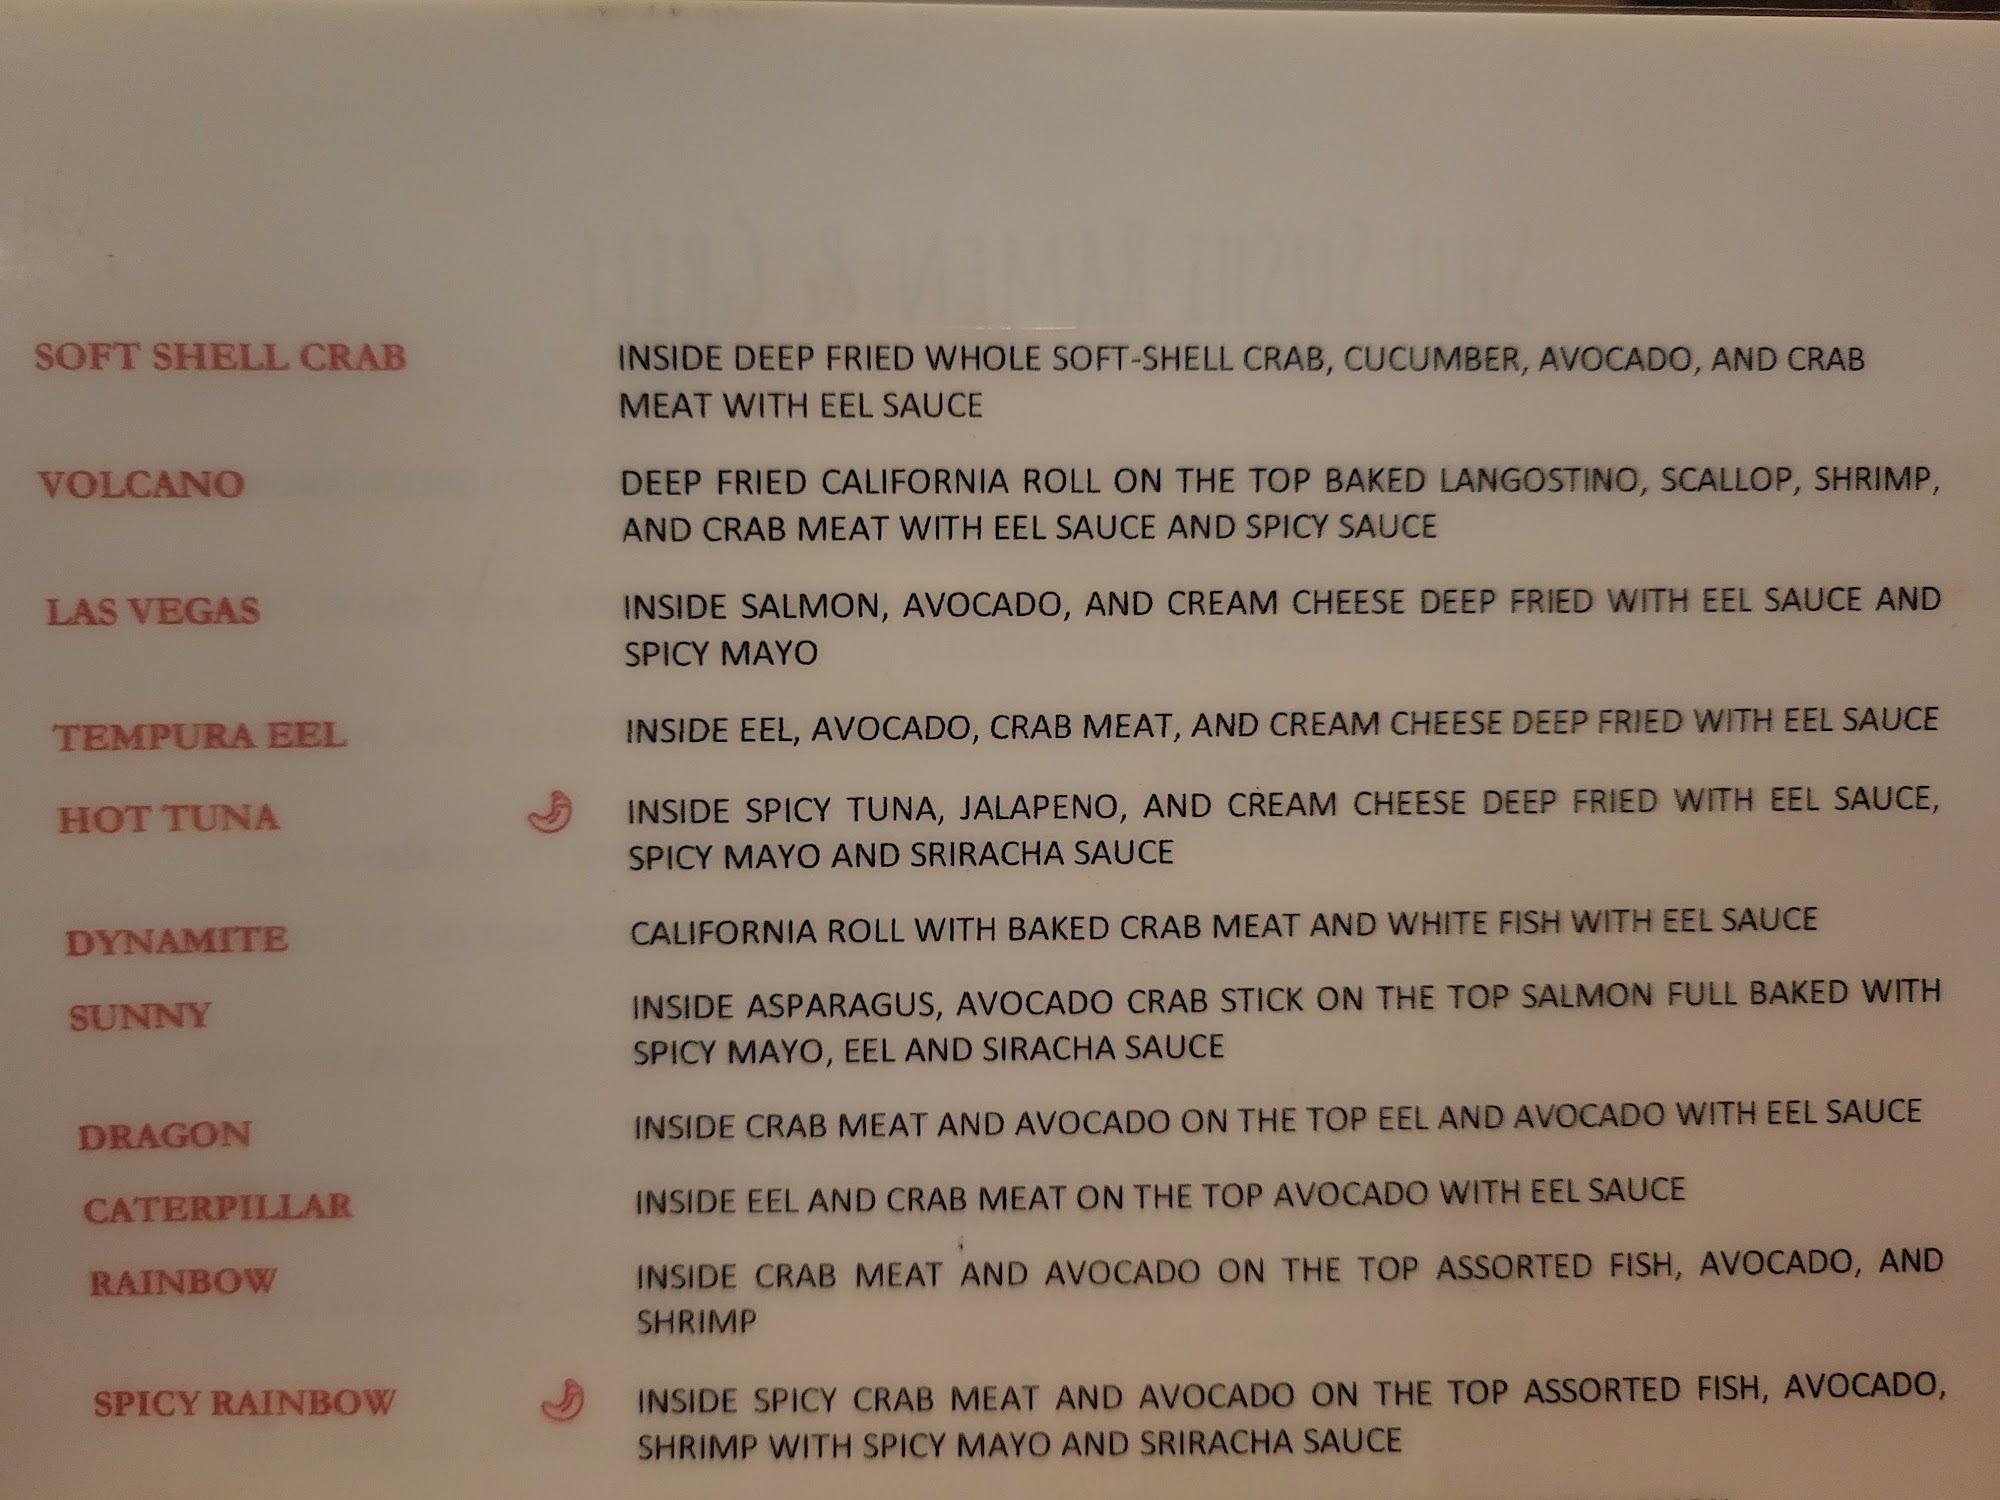 SOFT SHELL CRAB
INSIDE DEEP FRIED WHOLE SOFT-SHELL CRAB, CUCUMBER, AVOCADO, AND CRAB
MEAT WITH EEL SAUCE
VOLCANO
DEEP FRIED CALIFORNIA ROLL ON THE TOP BAKED LANGOSTINO, SCALLOP, SHRIMP,
AND CRAB MEAT WITH EEL SAUCE AND SPICY SAUCE
LAS VEGAS
INSIDE SALMON, AVOCADO, AND CREAM CHEESE DEEP FRIED WITH EEL SAUCE AND
SPICY MAYO
TEMPURA EEL
INSIDE EEL, AVOCADO, CRAB MEAT, AND CREAM CHEESE DEEP FRIED WITH EEL SAUCE
HOT TUNA
INSIDE SPICY TUNA, JALAPENO, AND CREAM CHEESE DEEP FRIED WITH EEL SAUCE,
SPICY MAYO AND SRIRACHA SAUCE
DYNAMITE
CALIFORNIA ROLL WITH BAKED CRAB MEAT AND WHITE FISH WITH EEL SAUCE
SUNNY
INSIDE ASPARAGUS, AVOCADO CRAB STICK ON THE TOP SALMON FULL BAKED WITH
SPICY MAYO, EEL AND SIRACHA SAUCE
DRAGON
INSIDE CRAB MEAT AND AVOCADO ON THE TOP EEL AND AVOCADO WITH EEL SAUCE
CATERPILLAR
INSIDE EEL AND CRAB MEAT ON THE TOP AVOCADO WITH EEL SAUCE
RAINBOW
INSIDE CRAB MEAT AND AVOCADO ON THE TOP ASSORTED FISH, AVOCADO, AND
SHRIMP
SPICY RAINBOW
INSIDE SPICY CRAB MEAT AND AVOCADO ON THE TOP ASSORTED FISH, AVOCADO,
SHRIMP WITH SPICY MAYO AND SRIRACHA SAUCE